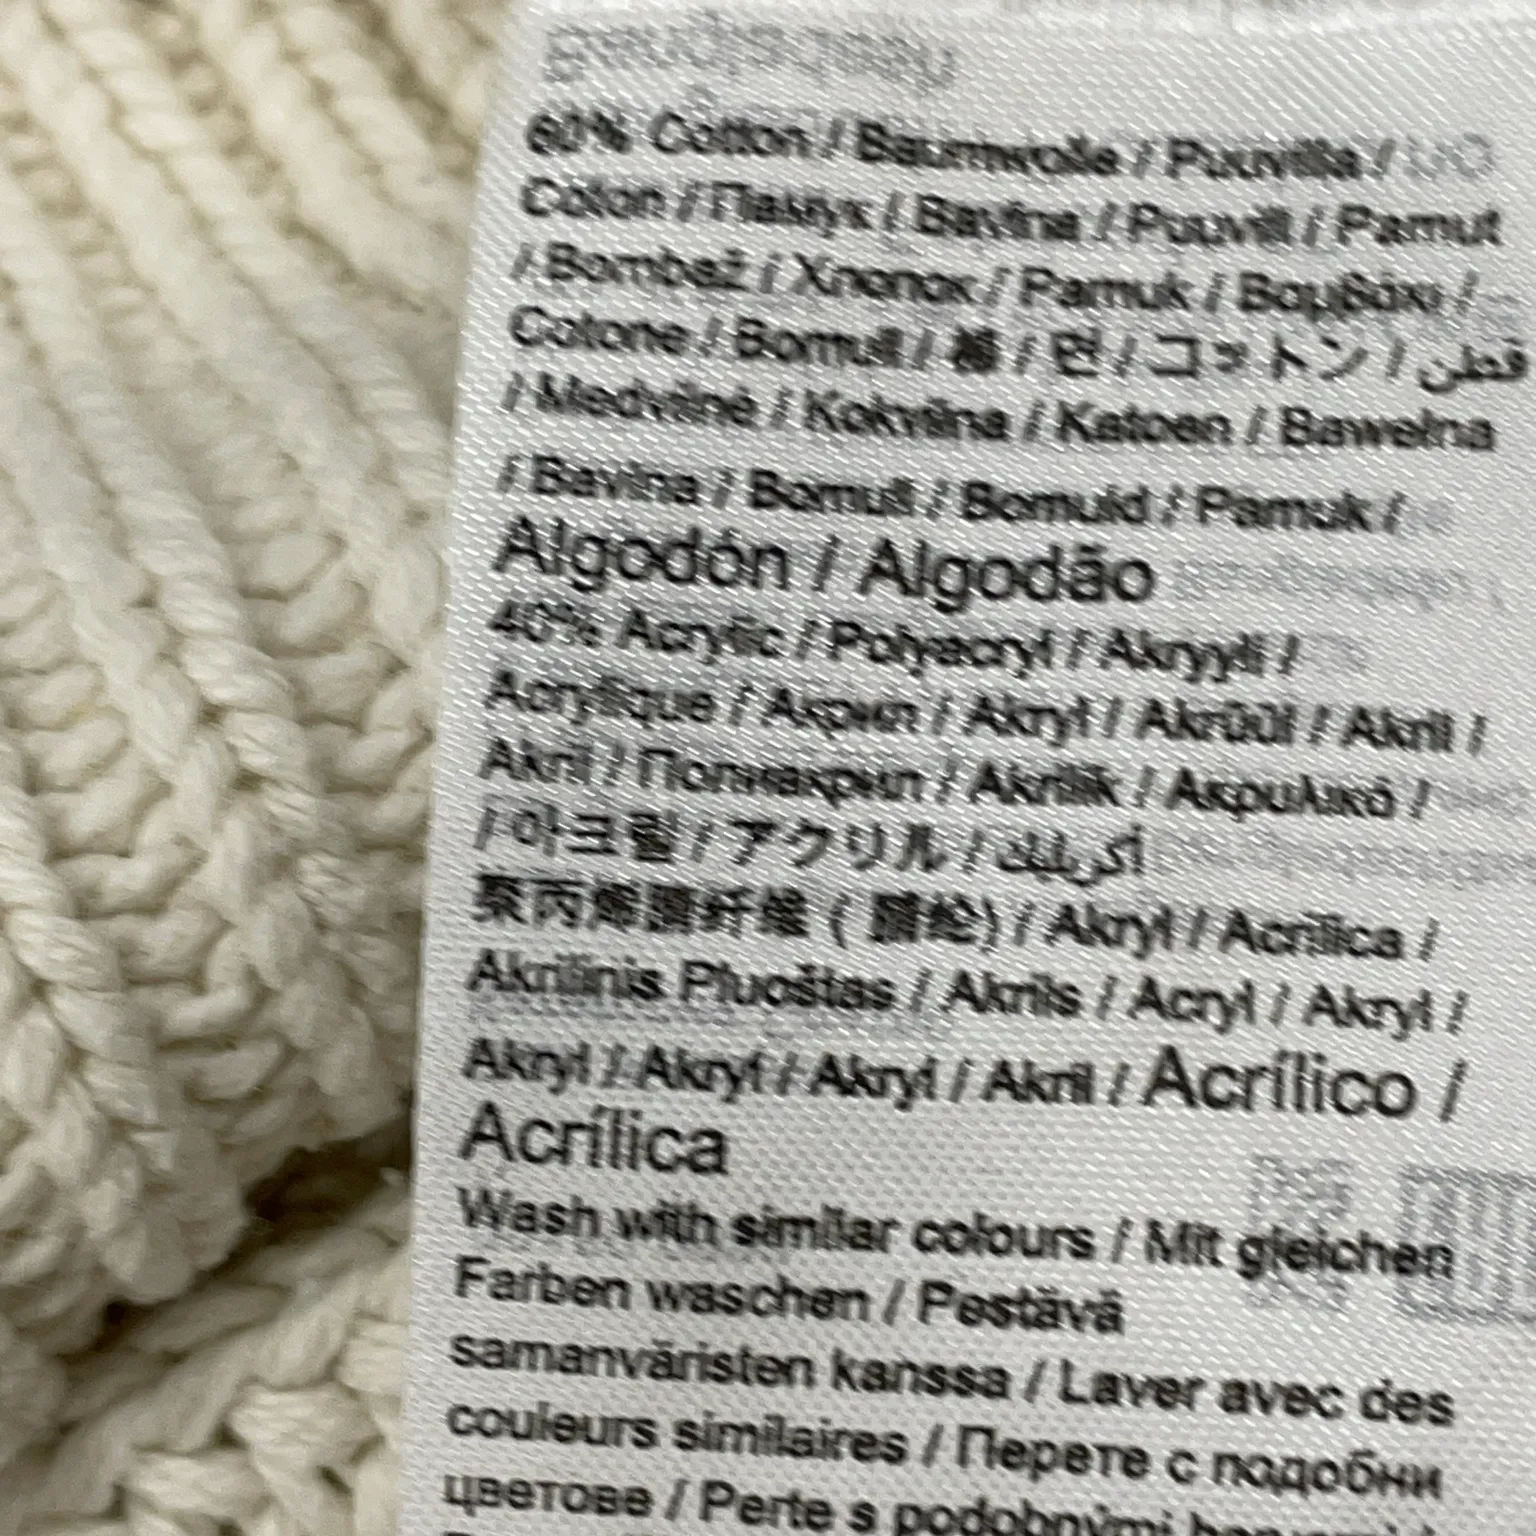 60% Cotton / Baumwolle / Puuvilla /
Coton / Памук / Bavlna / Puuvill / Pamut
/ Bombaž / Хлопок / Pamuk / Βαμβάκι /
Cotone / Bomull / 棉 / 면 / コットン / قطن
/ Medvilnė / Kokvilna / Katoen / Bawełna
/ Bavlna / Bomull / Bomuld / Pamuk /
Algodón / Algodão
40% Acrylic / Polyacryl / Akryyli /
Acrylique / Акрил / Akryl / Akrüül / Akril /
Akril / Полиакрил / Akrilik / Ακρυλικό /
/ 아크릴 / アクリル / أكريليك
聚丙烯腈纤维 ( 腈纶) / Akryl / Acrilica /
Akrilinis Pluoštas / Akrils / Acryl / Akryl /
Akryl / Akryl / Akryl / Akril / Acrílico /
Acrílica
Wash with similar colours / Mit gleichen
Farben waschen / Pestävä
samanväristen kanssa / Laver avec des
couleurs similaires / Перете с подобни
цветове / Perte s podobnými